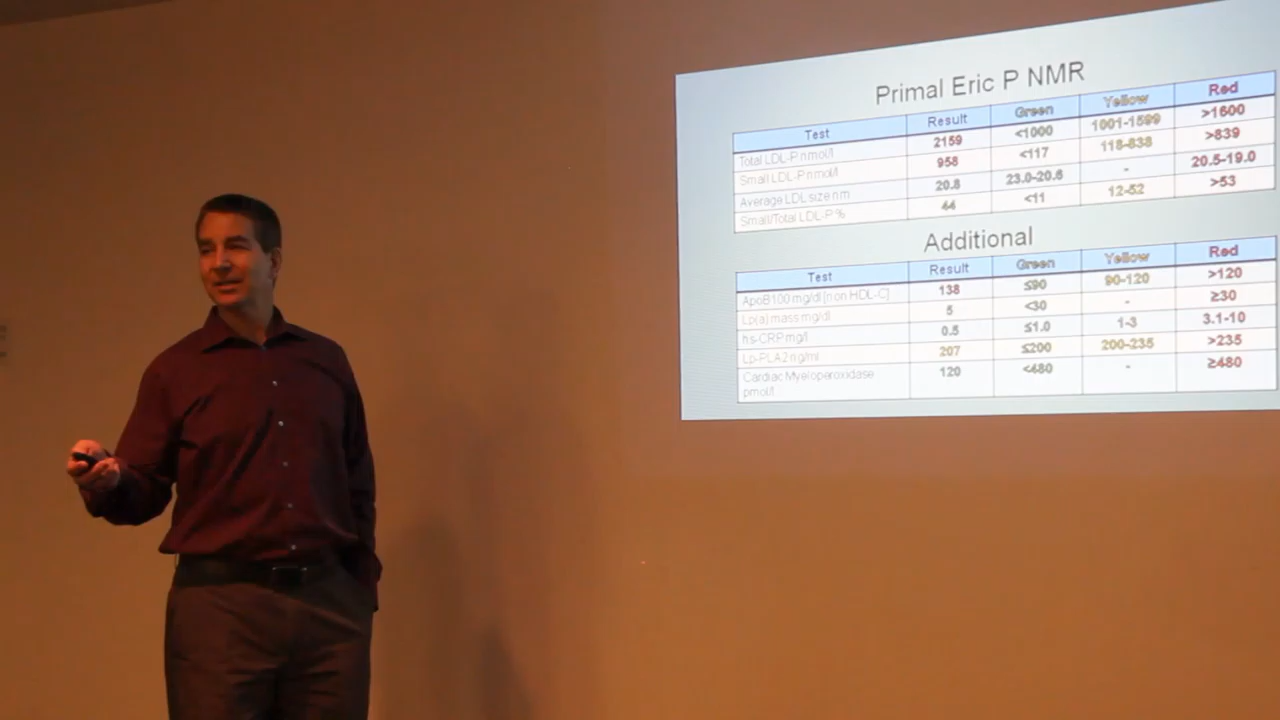 Primal Eric P NMR
Test Result Green Yellow Red
Total LDL-P nmol/l 2159 <1000 1001-1599 >1600
Small LDL-P nmol/l 958 <117 118-838 >839
Average LDL size nm 20.8 23.0-20.6 - 20.5-19.0
Small/Total LDL-P % 44 <11 12-52 >53
Additional
Test Result Green Yellow Red
ApoB100 mg/dl [non HDL-C] 138 ≤90 90-120 >120
Lp(a) mass mg/dl 5 <30 - ≥30
hs-CRP mg/l 0.5 ≤1.0 1-3 3.1-10
Lp-PLA2 ng/ml 207 ≤200 200-235 >235
Cardiac Myeloperoxidase 120 <480 - ≥480
pmol/l